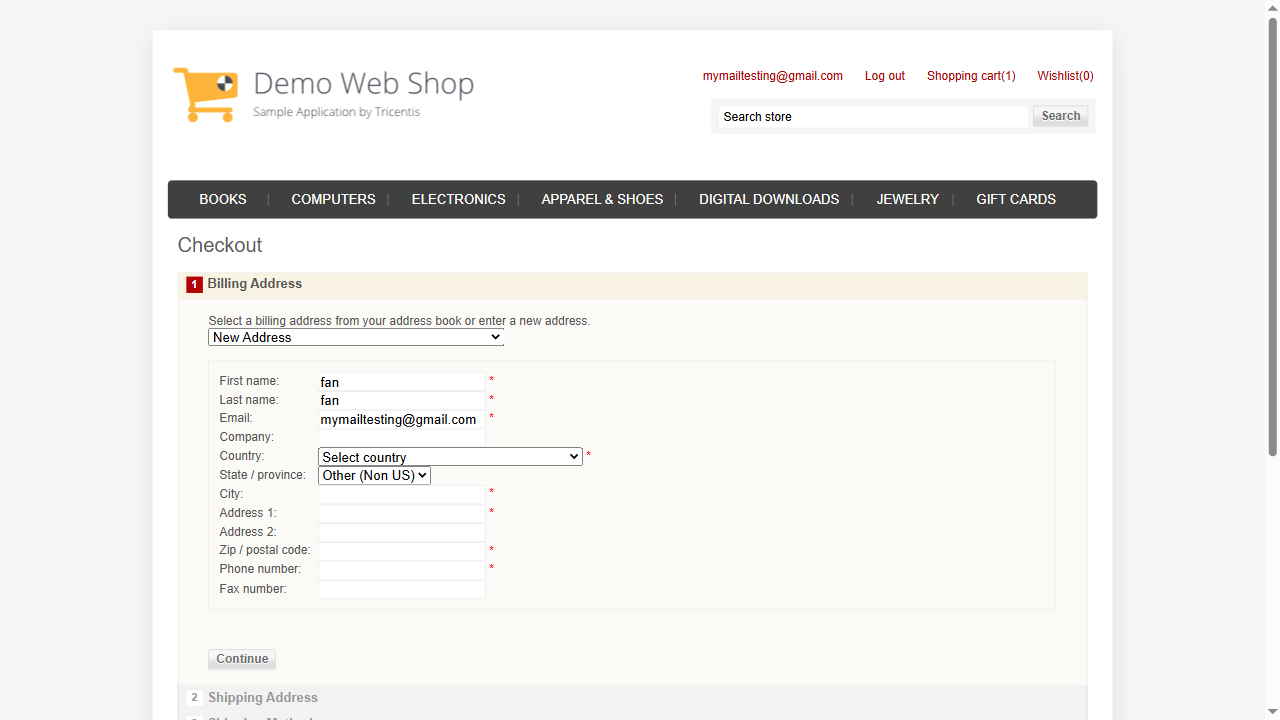 Demo Web Shop
Sample Application by Tricentis
mymailtesting@gmail.com Log out Shopping cart(1) Wishlist(0)
Search store Search
BOOKS | COMPUTERS | ELECTRONICS | APPAREL & SHOES | DIGITAL DOWNLOADS | JEWELRY | GIFT CARDS
Checkout
1 Billing Address
Select a billing address from your address book or enter a new address.
New Address
First name: fan *
Last name: fan *
Email: mymailtesting@gmail.com *
Company:
Country: Select country *
State / province: Other (Non US)
City: *
Address 1: *
Address 2:
Zip / postal code: *
Phone number: *
Fax number:
Continue
2 Shipping Address